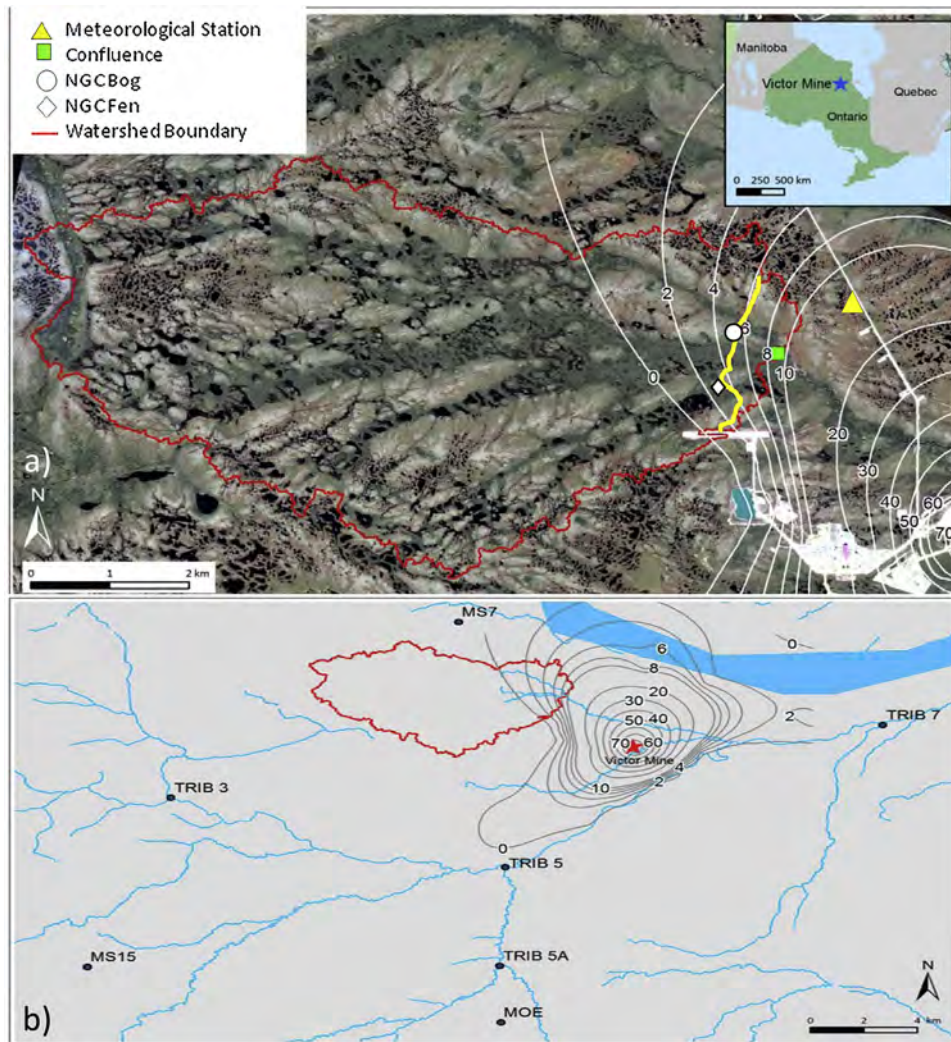 Meteorological Station
Confluence
NGCBog
NGCFen
Watershed Boundary
Manitoba
Victor Mine
Quebec
Ontario
0 250 500 km
0
2
4
6
8
10
20
30
40
50
60
70
a)
N
0 1 2 km
MS7
0
6
8
20
30
40
50
2
TRIB 7
70
60
Victor Mine
4
2
10
TRIB 3
0
TRIB 5
MS15
TRIB 5A
N
MOE
b)
0 2 4 km